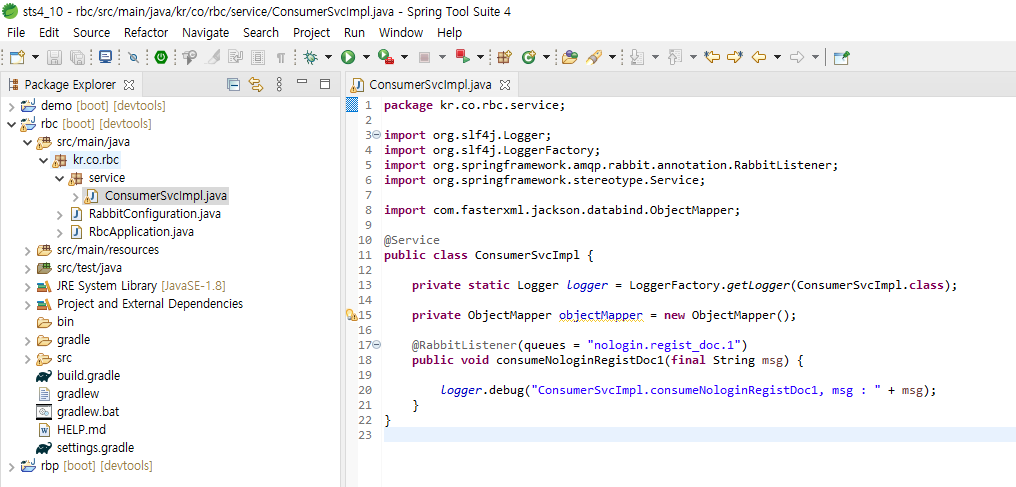 sts4_10 - rbc/src/main/java/kr/co/rbc/service/ConsumerSvcImpl.java - Spring Tool Suite 4
File Edit Source Refactor Navigate Search Project Run Window Help
Package Explorer
demo [boot] [devtools]
rbc [boot] [devtools]
src/main/java
kr.co.rbc
service
ConsumerSvcImpl.java
RabbitConfiguration.java
RbcApplication.java
src/main/resources
src/test/java
JRE System Library [JavaSE-1.8]
Project and External Dependencies
bin
gradle
src
build.gradle
gradlew
gradlew.bat
HELP.md
settings.gradle
rbp [boot] [devtools]
ConsumerSvcImpl.java
1 package kr.co.rbc.service;
2
3 import org.slf4j.Logger;
4 import org.slf4j.LoggerFactory;
5 import org.springframework.amqp.rabbit.annotation.RabbitListener;
6 import org.springframework.stereotype.Service;
7
8 import com.fasterxml.jackson.databind.ObjectMapper;
9
10 @Service
11 public class ConsumerSvcImpl {
12
13     private static Logger logger = LoggerFactory.getLogger(ConsumerSvcImpl.class);
14
15     private ObjectMapper objectMapper = new ObjectMapper();
16
17     @RabbitListener(queues = "nologin.regist_doc.1")
18     public void consumeNologinRegistDoc1(final String msg) {
19
20         logger.debug("ConsumerSvcImpl.consumeNologinRegistDoc1, msg : " + msg);
21     }
22 }
23